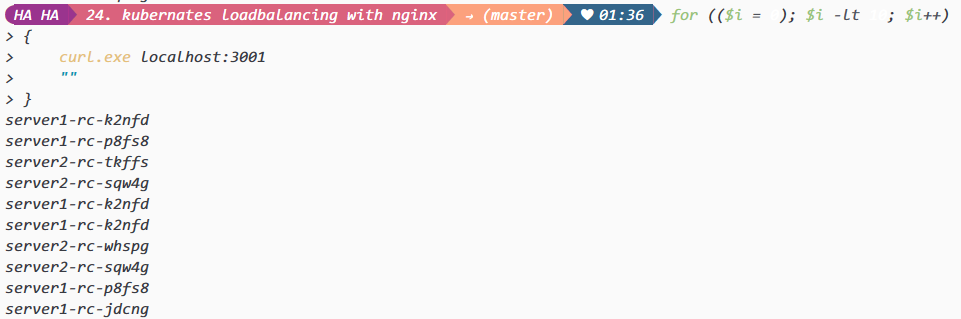 HA HA 24. kubernates loadbalancing with nginx → (master) ♥ 01:36 for (($i = ); $i -lt ; $i++)
> {
> curl.exe localhost:3001
> ""
> }
server1-rc-k2nfd
server1-rc-p8fs8
server2-rc-tkffs
server2-rc-sqw4g
server1-rc-k2nfd
server1-rc-k2nfd
server2-rc-whspg
server2-rc-sqw4g
server1-rc-p8fs8
server1-rc-jdcng